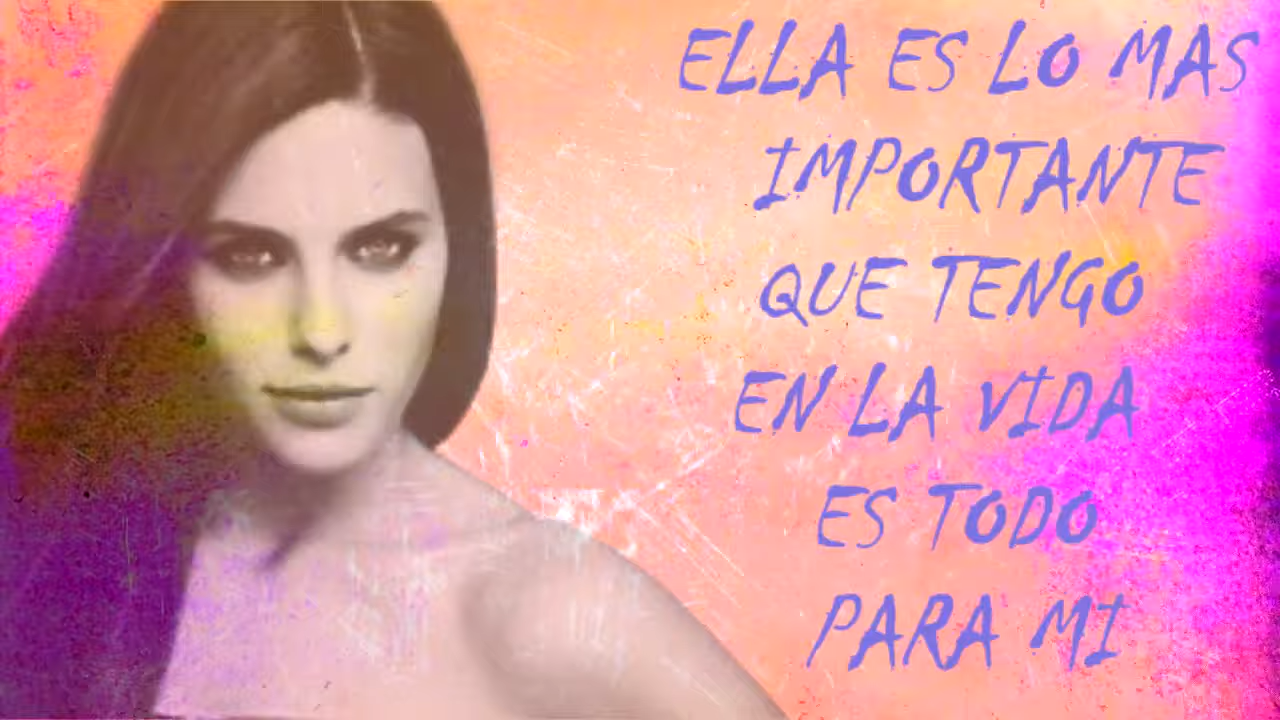 ELLA ES LO MAS
IMPORTANTE
QUE TENGO
EN LA VIDA
ES TODO
PARA MI